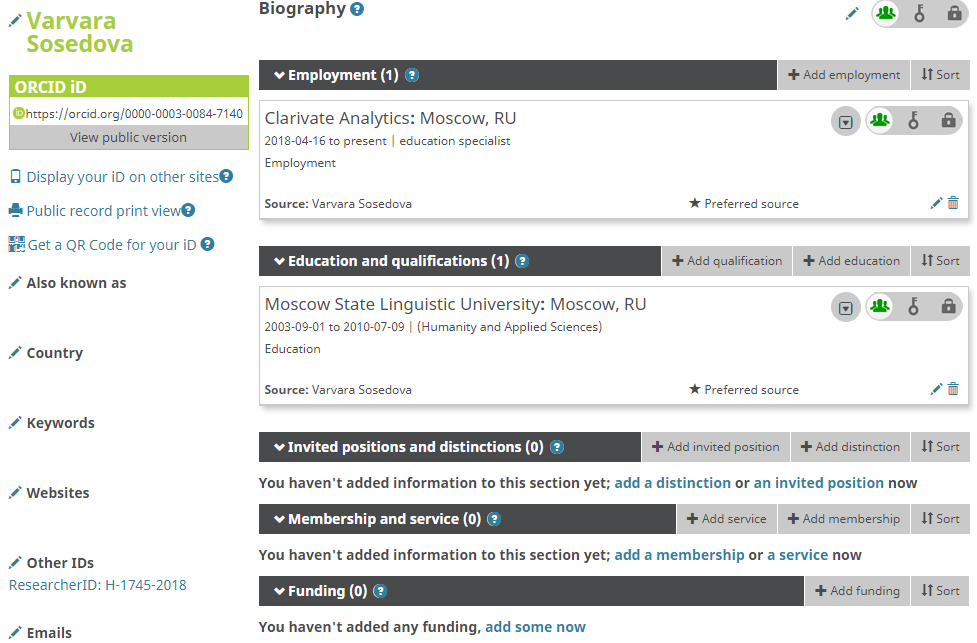 Varvara
Sosedova
ORCID iD
iD https://orcid.org/0000-0003-0084-7140
View public version
Display your iD on other sites ?
Public record print view ?
Get a QR Code for your iD ?
Also known as
Country
Keywords
Websites
Other IDs
ResearcherID: H-1745-2018
Emails
Biography ?
Employment (1) ? Add employment Sort
Clarivate Analytics: Moscow, RU
2018-04-16 to present | education specialist
Employment
Source: Varvara Sosedova Preferred source
Education and qualifications (1) ? Add qualification Add education Sort
Moscow State Linguistic University: Moscow, RU
2003-09-01 to 2010-07-09 | (Humanity and Applied Sciences)
Education
Source: Varvara Sosedova Preferred source
Invited positions and distinctions (0) ? Add invited position Add distinction Sort
You haven't added information to this section yet; add a distinction or an invited position now
Membership and service (0) ? Add service Add membership Sort
You haven't added information to this section yet; add a membership or a service now
Funding (0) ? Add funding Sort
You haven't added any funding, add some now